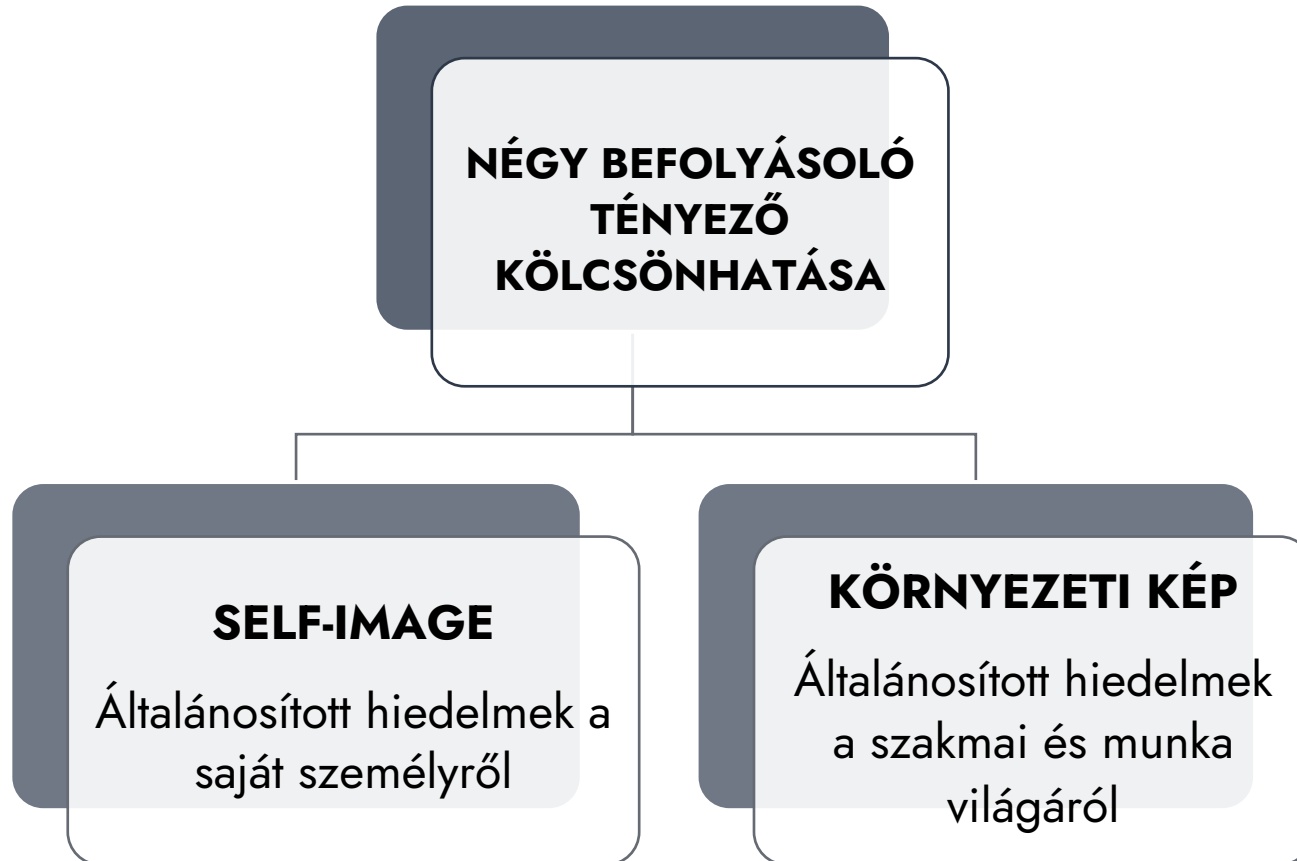 NÉGY BEFOLYÁSOLÓ
TÉNYEZŐ
KÖLCSÖNHATÁSA
SELF-IMAGE
Általánosított hiedelmek a
saját személyről
KÖRNYEZETI KÉP
Általánosított hiedelmek
a szakmai és munka
világáról